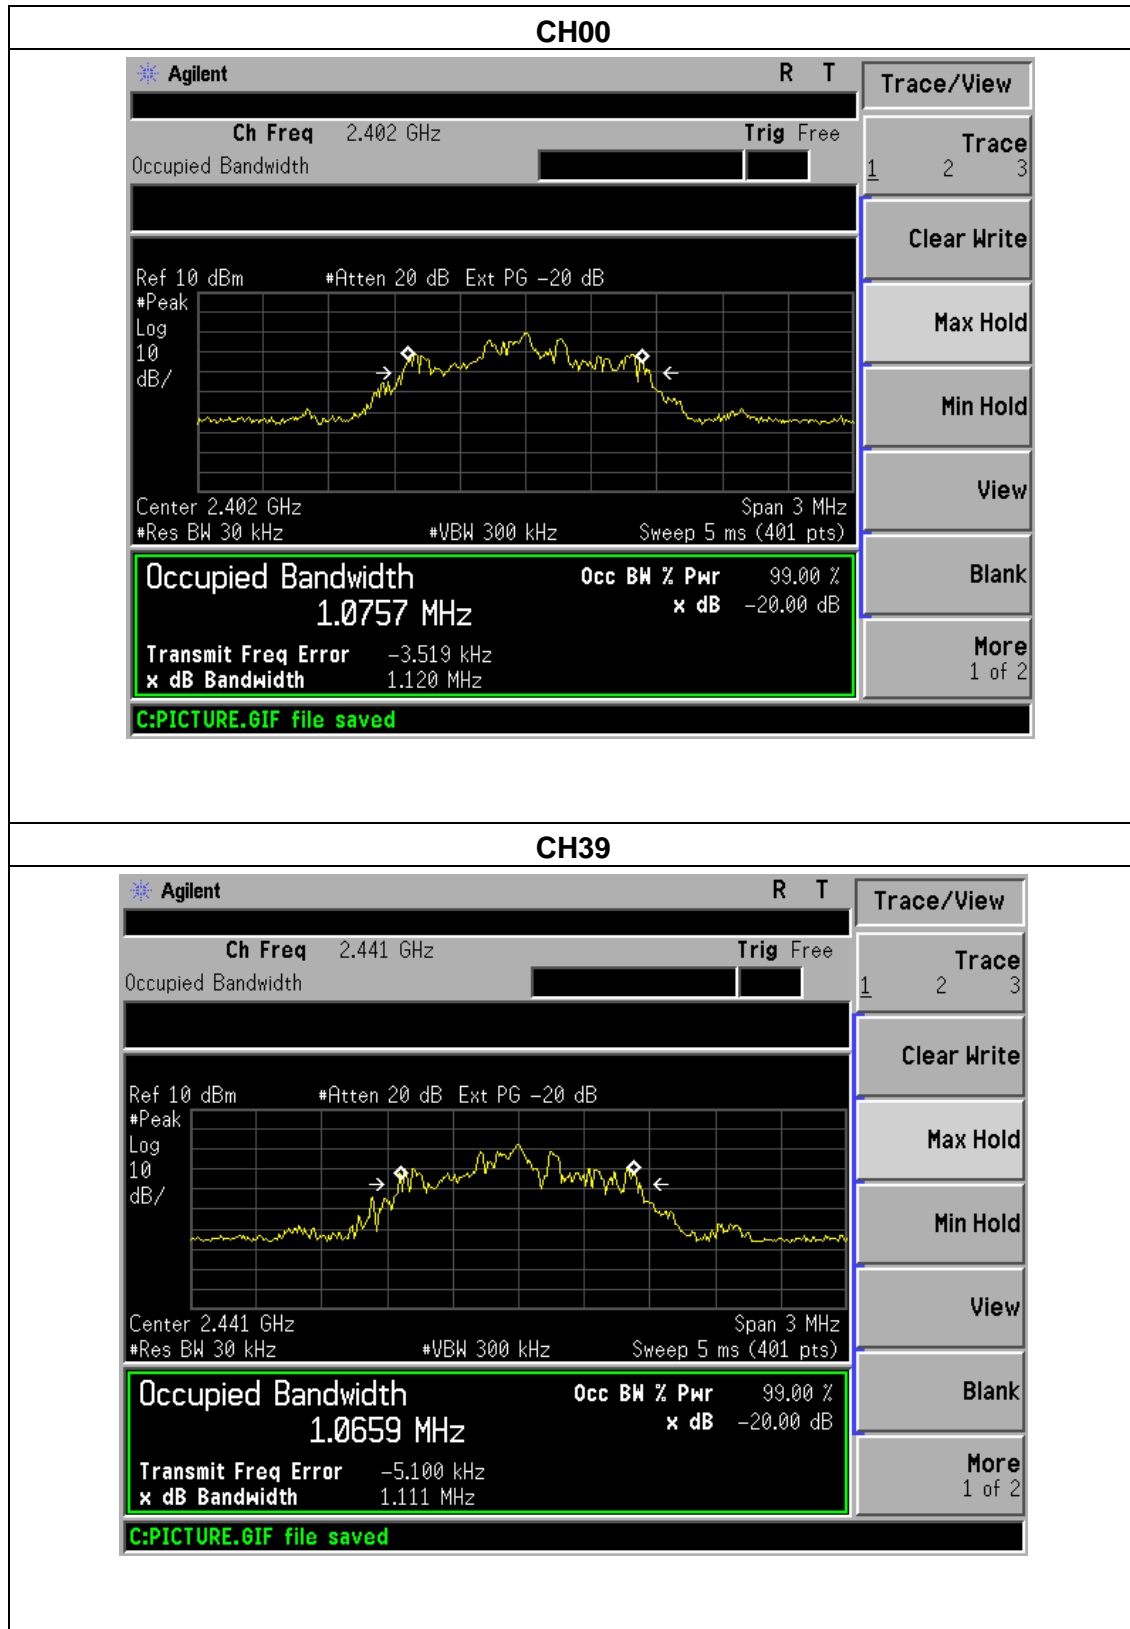 CH00
Agilent R T Trace/View
Ch Freq 2.402 GHz Trig Free
Occupied Bandwidth
Trace
1 2 3
Clear Write
Ref 10 dBm #Atten 20 dB Ext PG -20 dB
#Peak
Log
10
dB/
Max Hold
Min Hold
View
Center 2.402 GHz Span 3 MHz
#Res BW 30 kHz #VBW 300 kHz Sweep 5 ms (401 pts)
Occupied Bandwidth Occ BW % Pwr 99.00 %
1.0757 MHz x dB -20.00 dB
Blank
Transmit Freq Error -3.519 kHz
x dB Bandwidth 1.120 MHz
More
1 of 2
C:PICTURE.GIF file saved
CH39
Agilent R T Trace/View
Ch Freq 2.441 GHz Trig Free
Occupied Bandwidth
Trace
1 2 3
Clear Write
Ref 10 dBm #Atten 20 dB Ext PG -20 dB
#Peak
Log
10
dB/
Max Hold
Min Hold
View
Center 2.441 GHz Span 3 MHz
#Res BW 30 kHz #VBW 300 kHz Sweep 5 ms (401 pts)
Occupied Bandwidth Occ BW % Pwr 99.00 %
1.0659 MHz x dB -20.00 dB
Blank
Transmit Freq Error -5.100 kHz
x dB Bandwidth 1.111 MHz
More
1 of 2
C:PICTURE.GIF file saved